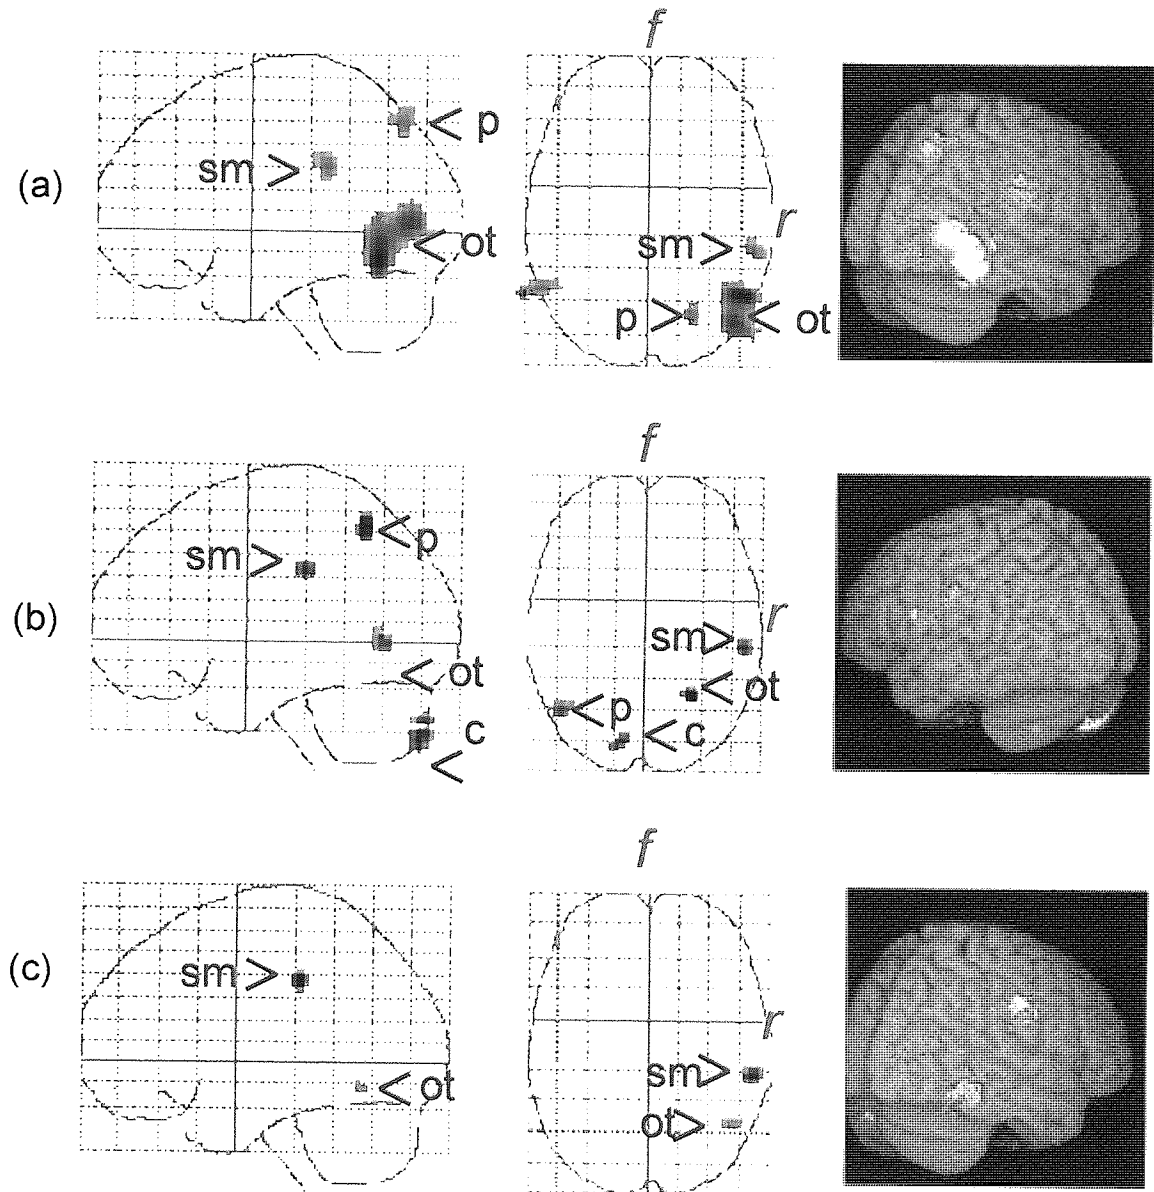 f
< p
sm >
r
(a)
sm >
< ot
p >
< ot
f
< p
sm >
r
(b)
sm >
< ot
< ot
< p
< c
c
<
f
(c)
sm >
r
sm >
< ot
ot >